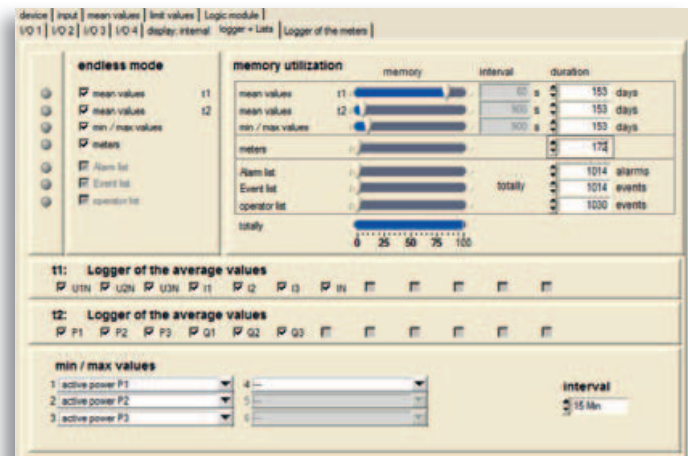 device | input | mean values | limit values | Logic module |
I/O 1 | I/O 2 | I/O 3 | I/O 4 | display: internal | logger + Lists | Logger of the meters |
endless mode
mean values t1
mean values t2
min / max values
meters
Alarm list
Event list
operator list
memory utilization
memory interval duration
mean values t1 60 s 153 days
mean values t2 900 s 153 days
min / max values 900 s 153 days
meters 172
Alarm list 1014 alarms
Event list totally 1014 events
operator list 1030 events
totally
0 25 50 75 100
t1: Logger of the average values
U1N U2N U3N I1 I2 I3 IN
t2: Logger of the average values
P1 P2 P3 Q1 Q2 Q3
min / max values
1 active power P1 4 ---
2 active power P2 5 ---
3 active power P3 6 ---
interval
15 Min